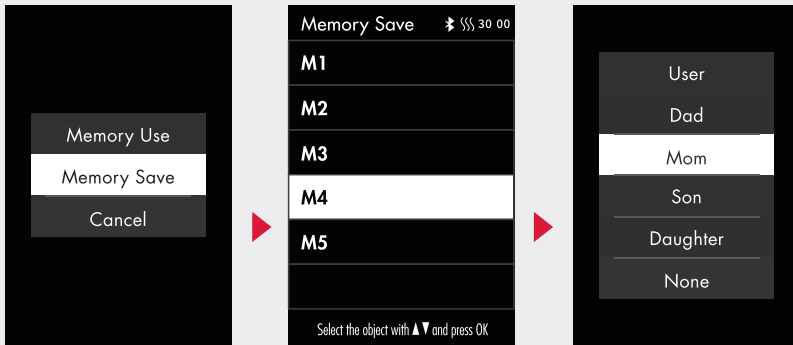 Memory Use
Memory Save
Cancel
Memory Save 30 00
M1
M2
M3
M4
M5
Select the object with ▲▼ and press OK
User
Dad
Mom
Son
Daughter
None